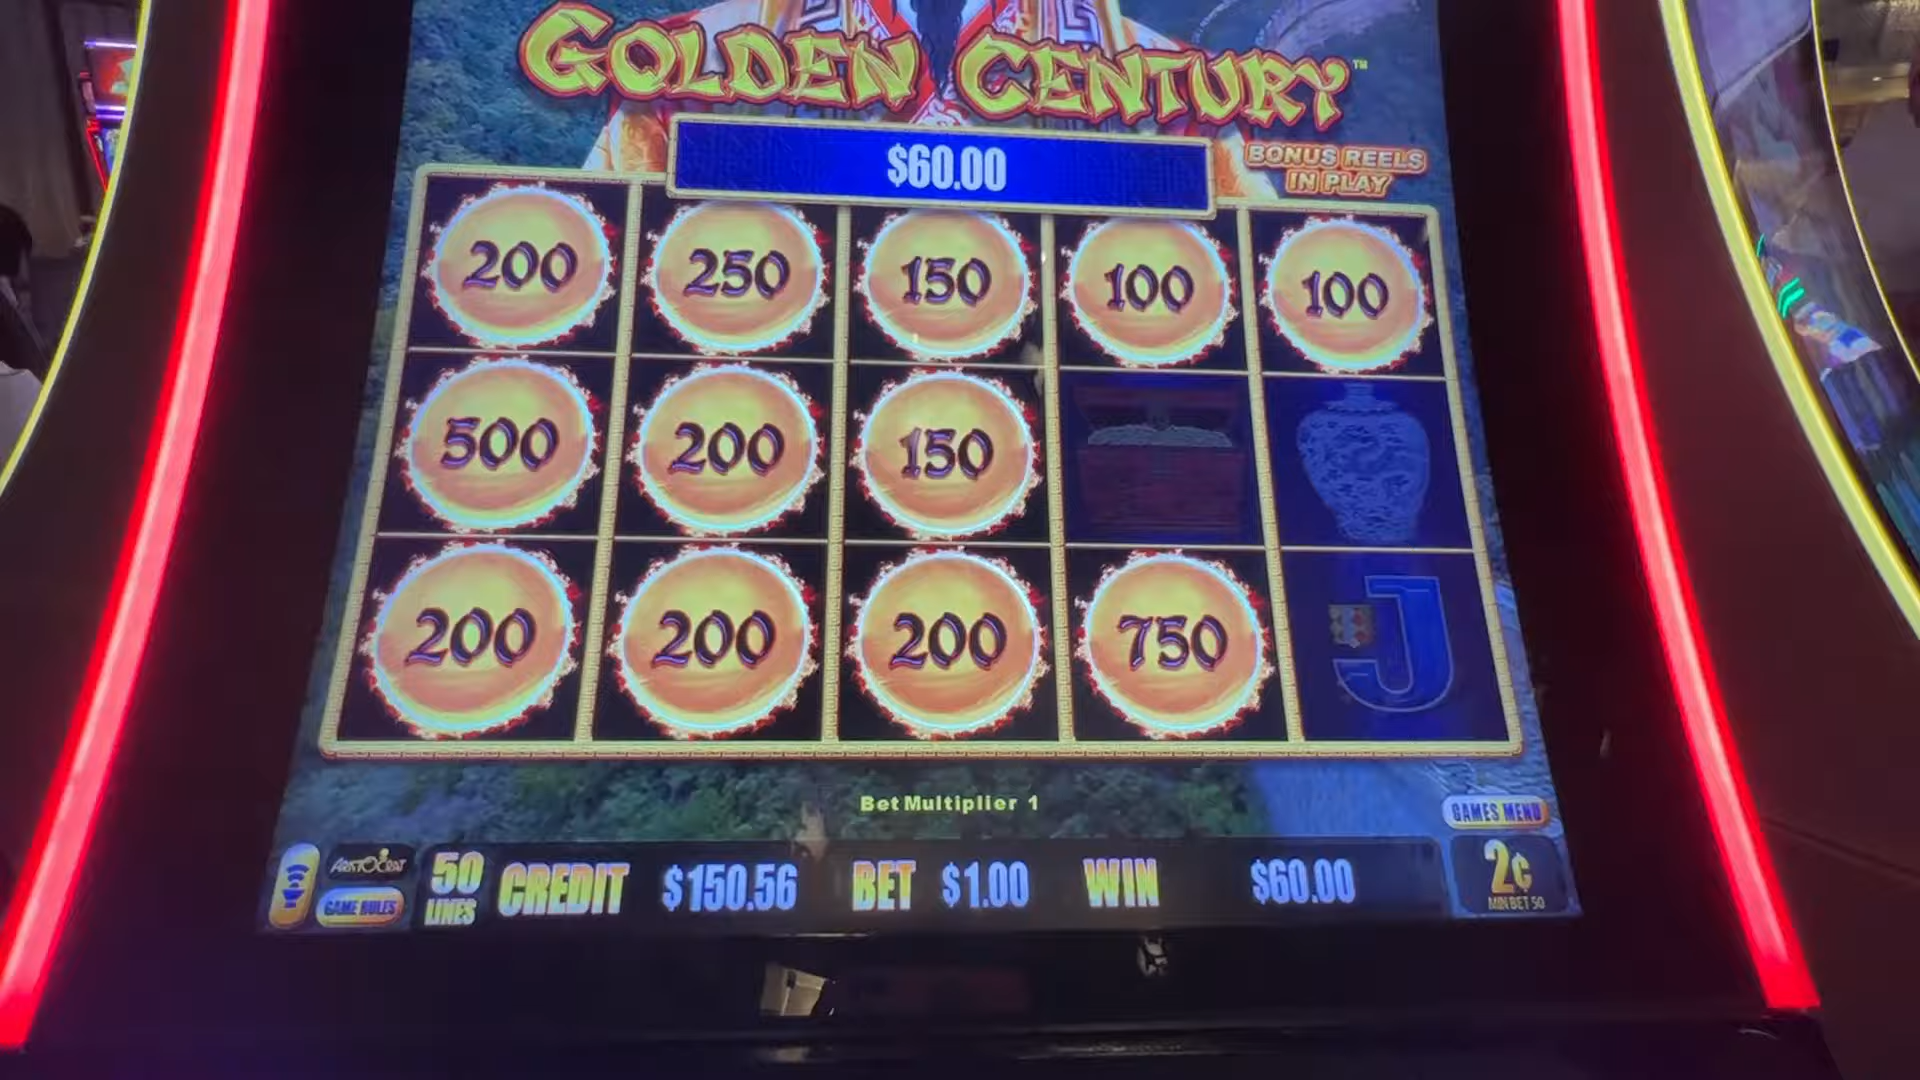 GOLDEN CENTURY™
$60.00
BONUS REELS
IN PLAY
200 250 150 100 100
500 200 150
200 200 200 750 J
Bet Multiplier 1
GAMES MENU
ARISTOCRAT
GAME RULES
50
LINES
CREDIT $150.56 BET $1.00 WIN $60.00
2¢
MIN BET 50